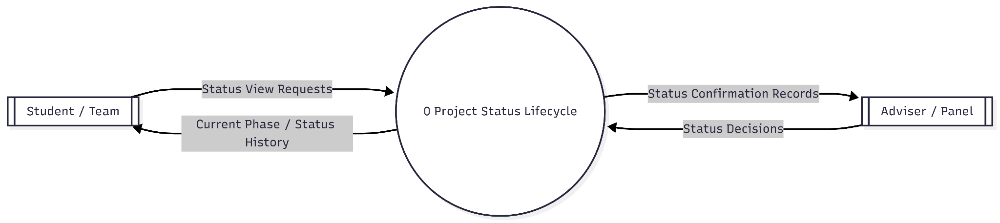 Status View Requests
Status Confirmation Records
Student / Team
0 Project Status Lifecycle
Adviser / Panel
Current Phase / Status
History
Status Decisions